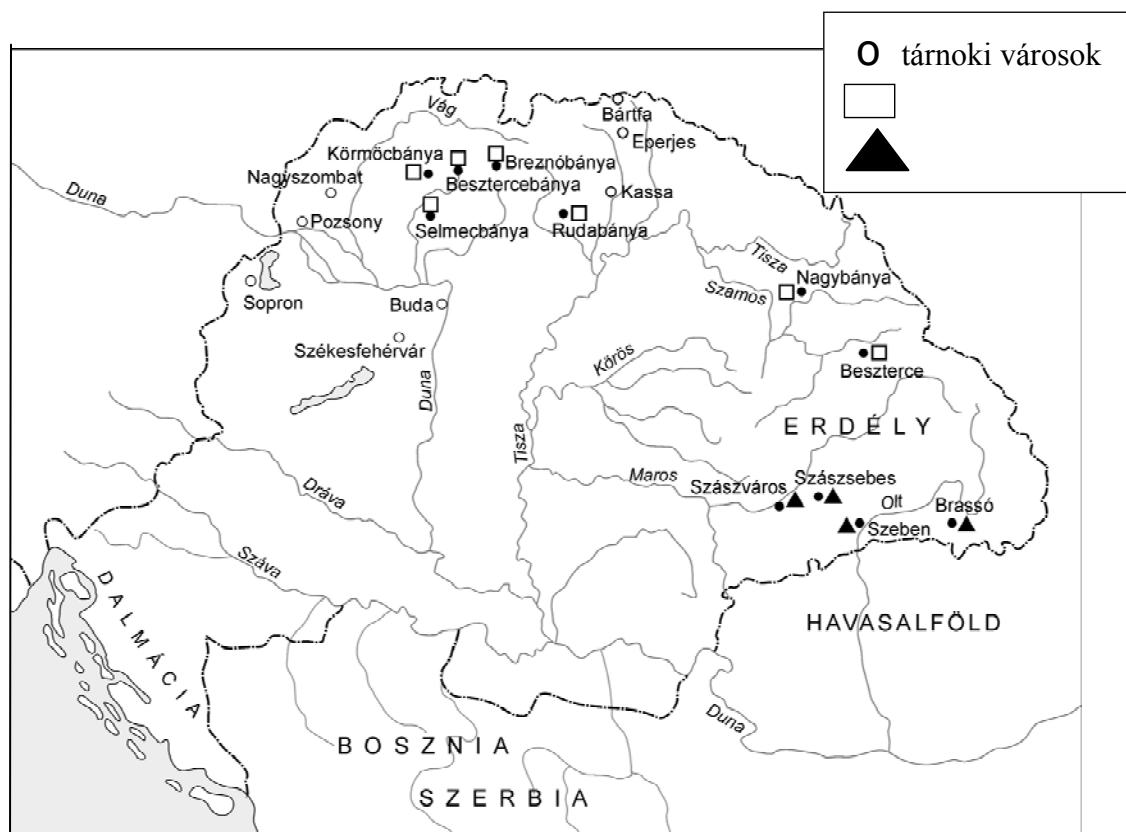 O tárnoki városok
Bártfa
Vág
Eperjes
Körmöcbánya
Breznóbánya
Besztercebánya
Nagyszombat
Kassa
Duna
Pozsony
Selmecbánya
Rudabánya
Tisza
Nagybánya
Sopron
Buda
Szamos
Székesfehérvár
Körös
Beszterce
Duna
ERDÉLY
Tisza
Maros
Szászváros
Szászsebes
Olt
Brassó
Szeben
Dráva
Száva
DALMÁCIA
HAVASALFÖLD
Duna
BOSZNIA
SZERBIA